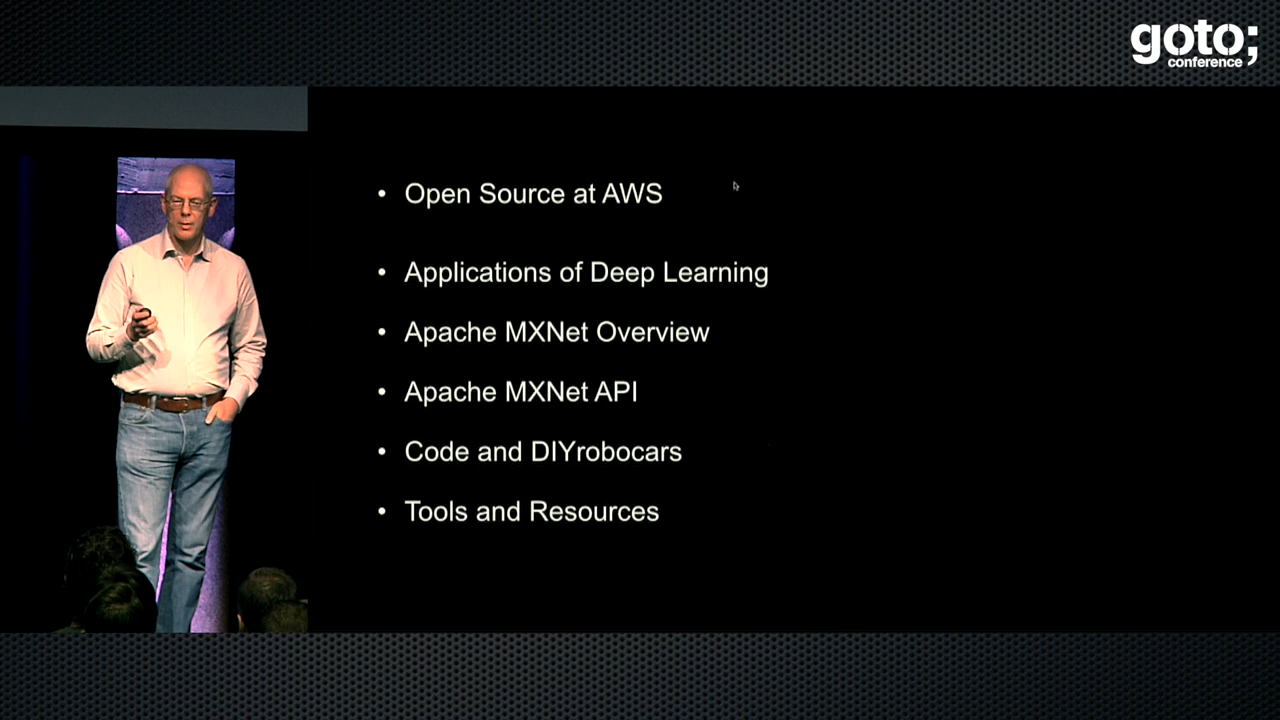 goto;
conference
• Open Source at AWS
• Applications of Deep Learning
• Apache MXNet Overview
• Apache MXNet API
• Code and DIYrobocars
• Tools and Resources